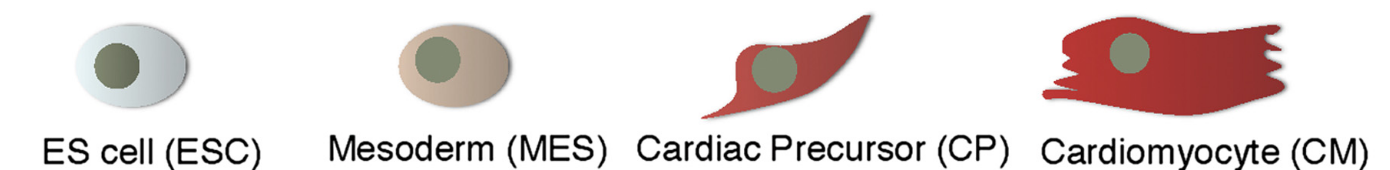 ES cell (ESC) Mesoderm (MES) Cardiac Precursor (CP) Cardiomyocyte (CM)